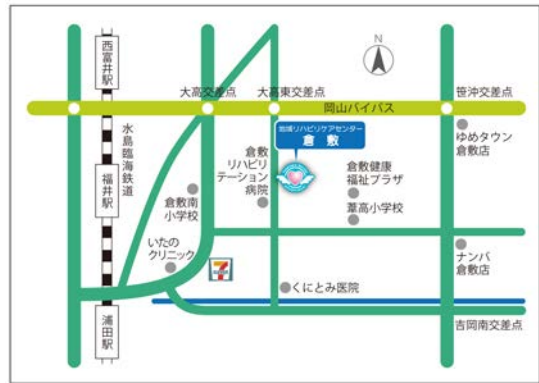 N
西富井駅
大高交差点
大高東交差点
笹沖交差点
岡山バイパス
水島臨海鉄道
地域リハビリケアセンター
倉敷
ゆめタウン
倉敷店
福井駅
倉敷
リハビリ
テーション
病院
倉敷健康
福祉プラザ
倉敷南
小学校
葦高小学校
いたの
クリニック
7
ナンバ
倉敷店
くにとみ医院
浦田駅
吉岡南交差点